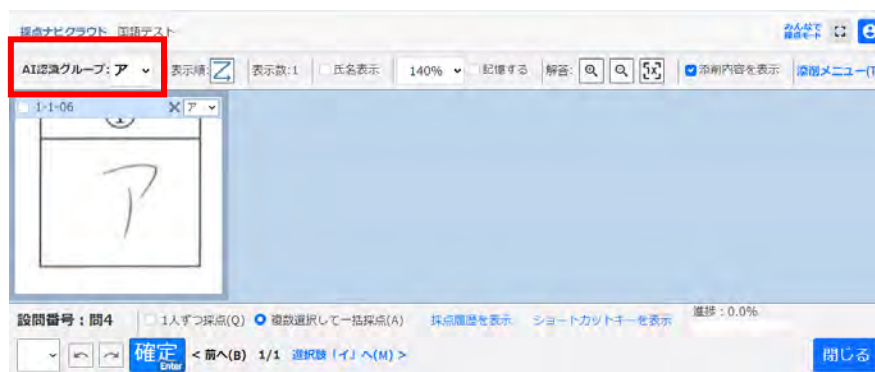 採点ナビクラウド 国語テスト
みんなで
採点モード
AI認識グループ: ア 表示順: 表示数:1 氏名表示 140% 記憶する 解答: 添削内容を表示 添削メニュー(T
1-1-06 ア
①
ア
設問番号：問4 1人ずつ採点(Q) 複数選択して一括採点(A) 採点履歴を表示 ショートカットキーを表示 進捗：0.0%
確定 Enter < 前へ(B) 1/1 選択肢「イ」へ(M) > 閉じる